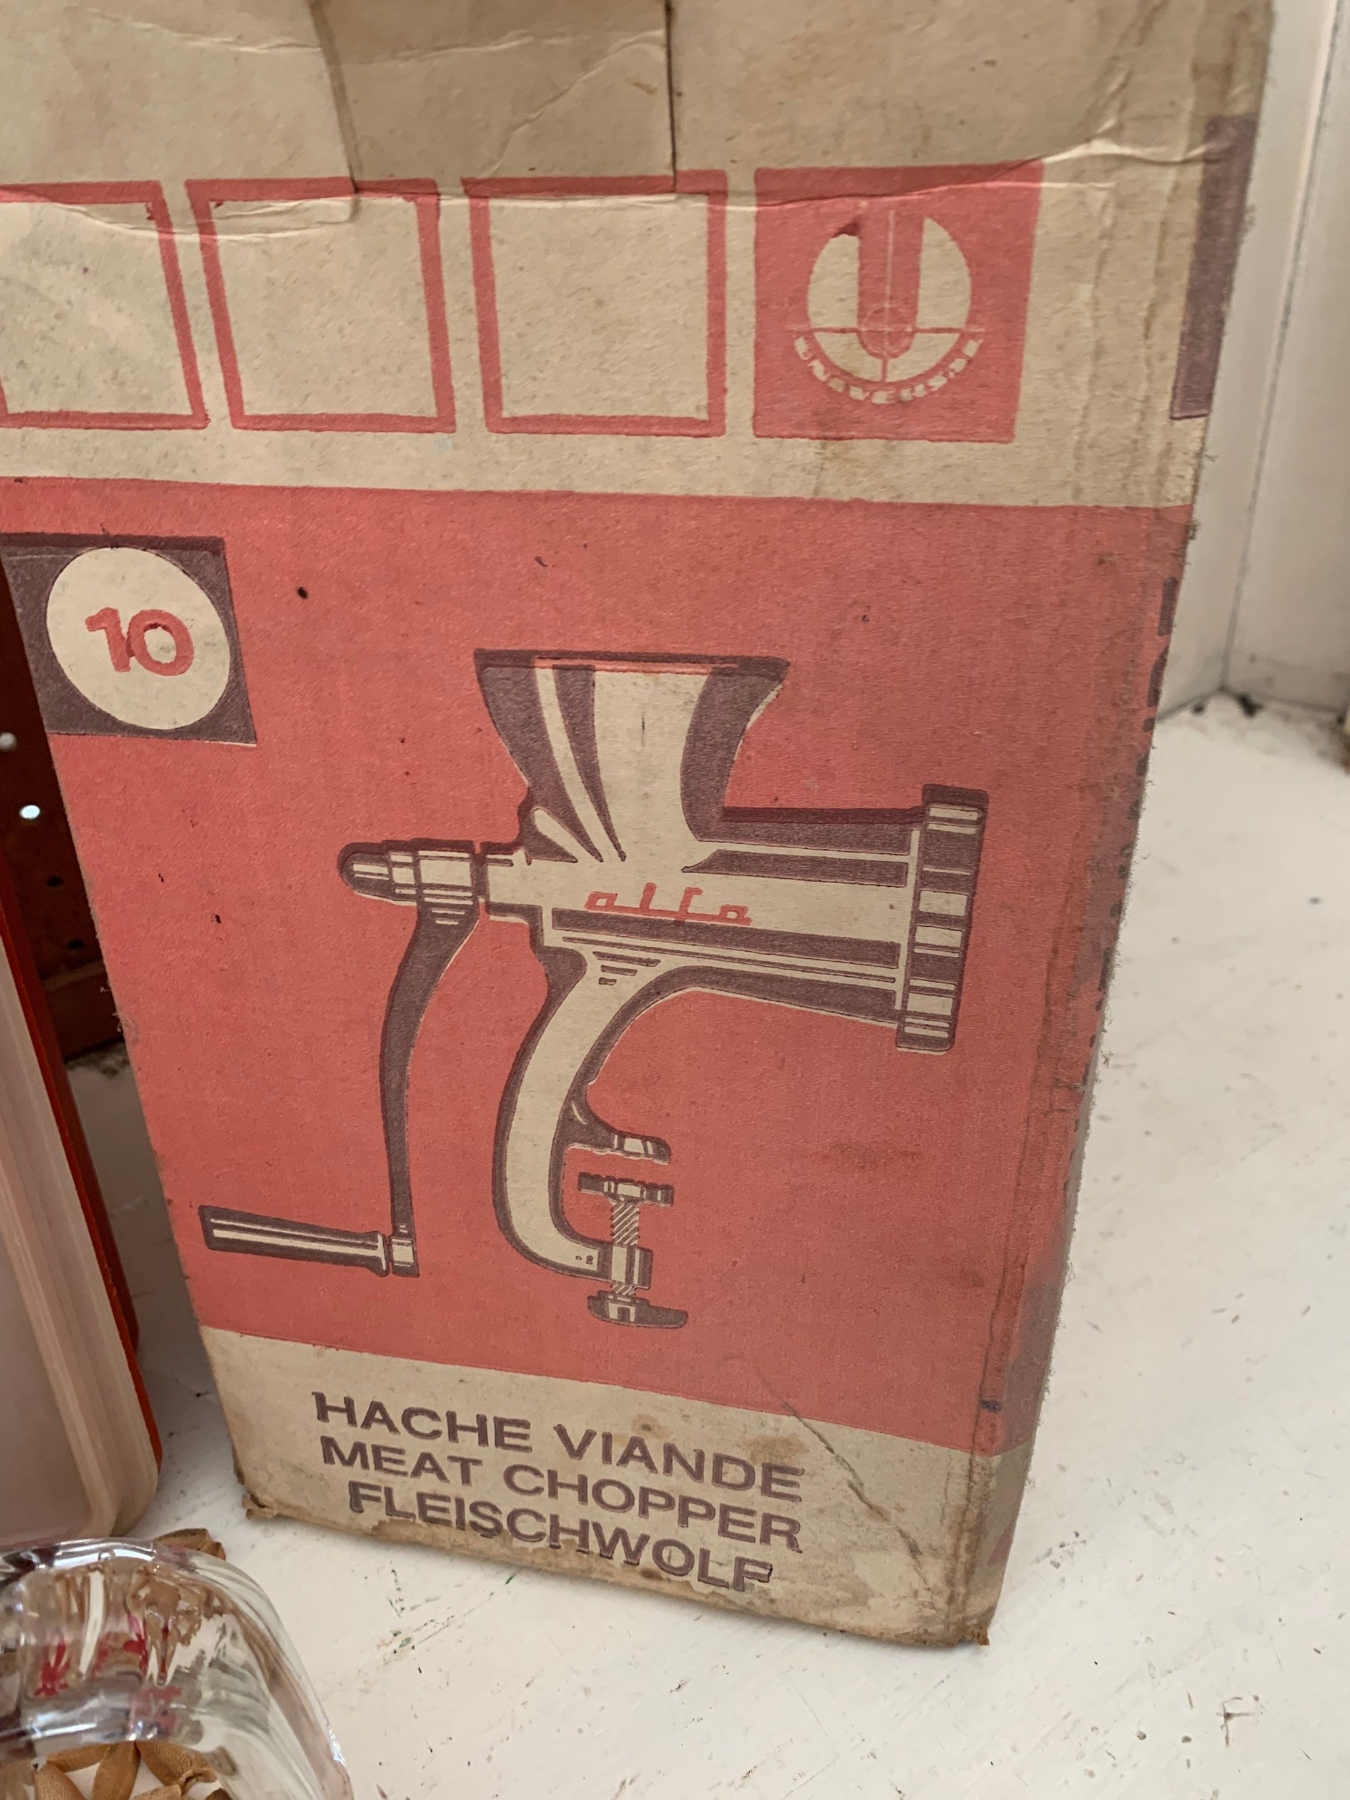 10
alfa
HACHE VIANDE
MEAT CHOPPER
FLEISCHWOLF